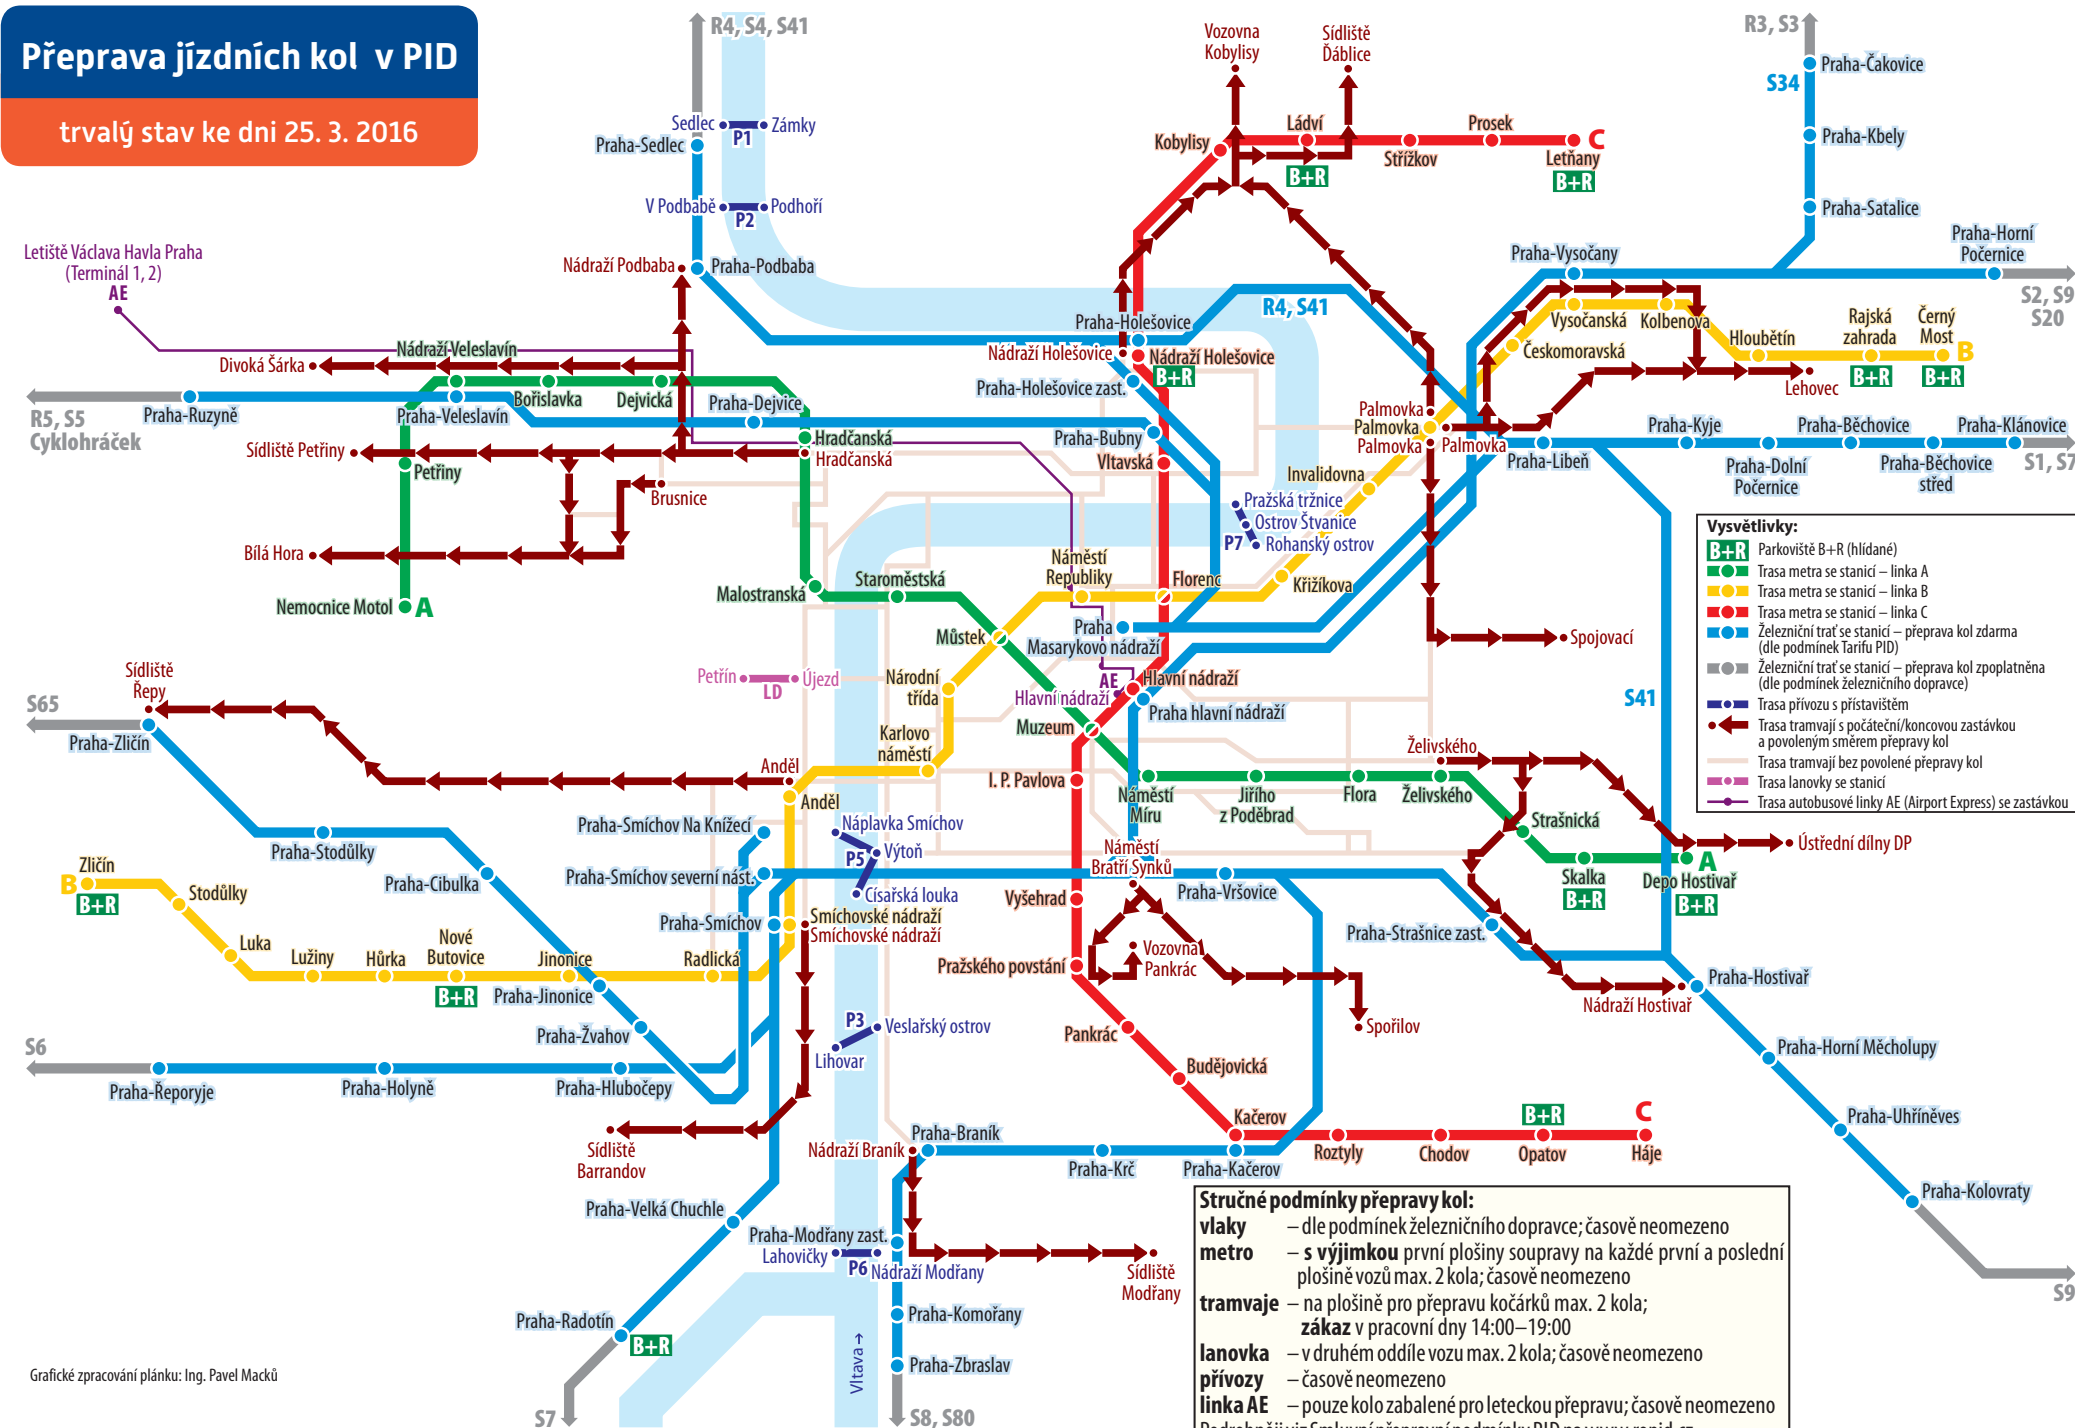 Přeprava jízdních kol v PID
trvalý stav ke dni 25. 3. 2016
R4, S4, S41
Sedlec
P1
Zámky
Praha-Sedlec
V Podbabě
P2
Podhoří
Nádraží Podbaba
Praha-Podbaba
Vozovna
Kobylisy
Sídliště
Ďáblice
Kobylisy
Ládví
B+R
Střížkov
Prosek
Letňany
C
B+R
R3, S3
Praha-Čakovice
S34
Praha-Kbely
Praha-Satalice
Praha-Horní
Počernice
Praha-Vysočany
S2, S9
S20
Letiště Václava Havla Praha
(Terminál 1, 2)
AE
Divoká Šárka
Nádraží Veleslavín
Bořislavka
Dejvická
R5, S5
Cyklohráček
Praha-Ruzyně
Praha-Veleslavín
Praha-Dejvice
Hradčanská
Hradčanská
Sídliště Petřiny
Petřiny
Brusnice
Bílá Hora
Nemocnice Motol
A
R4, S41
Praha-Holešovice
Nádraží Holešovice
Nádraží Holešovice
B+R
Praha-Holešovice zast.
Praha-Bubny
Vltavská
Vysočanská
Kolbenova
Českomoravská
Hloubětín
Rajská
zahrada
B+R
Černý
Most
B
B+R
Lehovec
Palmovka
Palmovka
Palmovka
Palmovka
Praha-Libeň
Praha-Kyje
Praha-Dolní
Počernice
Praha-Běchovice
Praha-Běchovice
střed
Praha-Klánovice
S1, S7
Invalidovna
Pražská tržnice
Ostrov Štvanice
P7
Rohanský ostrov
Křižíkova
Florenc
Náměstí
Republiky
Malostranská
Staroměstská
Můstek
Praha
Masarykovo nádraží
Spojovací
Petřín
LD
Újezd
Národní
třída
AE
Hlavní nádraží
Hlavní nádraží
Praha hlavní nádraží
Muzeum
Karlovo
náměstí
I. P. Pavlova
Náměstí
Míru
Jiřího
z Poděbrad
Flora
Želivského
Želivského
Strašnická
Skalka
B+R
Depo Hostivař
A
B+R
Ústřední dílny DP
S41
Vysvětlivky:
B+R Parkoviště B+R (hlídané)
Trasa metra se stanicí – linka A
Trasa metra se stanicí – linka B
Trasa metra se stanicí – linka C
Železniční trať se stanicí – přeprava kol zdarma
(dle podmínek Tarifu PID)
Železniční trať se stanicí – přeprava kol zpoplatněna
(dle podmínek železničního dopravce)
Trasa přívozu s přístavištěm
Trasa tramvají s počáteční/koncovou zastávkou
a povoleným směrem přepravy kol
Trasa tramvají bez povolené přepravy kol
Trasa lanovky se stanicí
Trasa autobusové linky AE (Airport Express) se zastávkou
Sídliště
Řepy
S65
Praha-Zličín
Anděl
Anděl
Praha-Stodůlky
Praha-Cibulka
Praha-Smíchov Na Knížecí
Praha-Smíchov severní nást.
Náplavka Smíchov
P5
Výtoň
Císařská louka
Praha-Smíchov
Smíchovské nádraží
Smíchovské nádraží
Zličín
B
B+R
Stodůlky
Luka
Lužiny
Hůrka
Nové
Butovice
B+R
Jinonice
Radlická
Praha-Jinonice
Praha-Žvahov
S6
Praha-Řeporyje
Praha-Holyně
Praha-Hlubočepy
P3
Veslařský ostrov
Lihovar
Sídliště
Barrandov
Náměstí
Bratří Synků
Vyšehrad
Praha-Vršovice
Praha-Strašnice zast.
Pražského povstání
Vozovna
Pankrác
Pankrác
Spořilov
Budějovická
Nádraží Hostivař
Praha-Hostivař
Praha-Horní Měcholupy
Praha-Uhříněves
Praha-Kolovraty
S9
Kačerov
Roztyly
Chodov
B+R
Opatov
C
Háje
Praha-Braník
Nádraží Braník
Praha-Krč
Praha-Kačerov
Praha-Velká Chuchle
Praha-Modřany zast.
Lahovičky
P6
Nádraží Modřany
Sídliště
Modřany
Praha-Radotín
B+R
Praha-Komořany
Praha-Zbraslav
Vltava →
S7
S8, S80
Grafické zpracování plánku: Ing. Pavel Macků
Stručné podmínky přepravy kol:
vlaky – dle podmínek železničního dopravce; časově neomezeno
metro – s výjimkou první plošiny soupravy na každé první a poslední
plošině vozů max. 2 kola; časově neomezeno
tramvaje – na plošině pro přepravu kočárků max. 2 kola;
zákaz v pracovní dny 14:00–19:00
lanovka – v druhém oddíle vozu max. 2 kola; časově neomezeno
přívozy – časově neomezeno
linka AE – pouze kolo zabalené pro leteckou přepravu; časově neomezeno